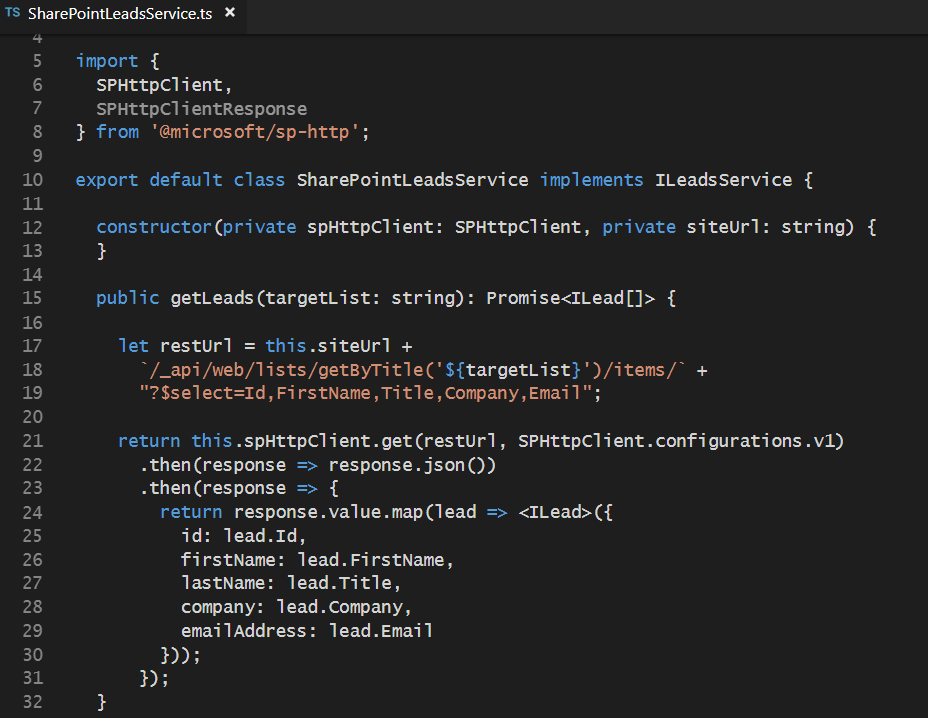 TS SharePointLeadsService.ts ×
4
5 import {
6   SPHttpClient,
7   SPHttpClientResponse
8 } from '@microsoft/sp-http';
9
10 export default class SharePointLeadsService implements ILeadsService {
11
12   constructor(private spHttpClient: SPHttpClient, private siteUrl: string) {
13   }
14
15   public getLeads(targetList: string): Promise<ILead[]> {
16
17     let restUrl = this.siteUrl +
18       `/_api/web/lists/getByTitle('${targetList}')/items/` +
19       "?$select=Id,FirstName,Title,Company,Email";
20
21     return this.spHttpClient.get(restUrl, SPHttpClient.configurations.v1)
22       .then(response => response.json())
23       .then(response => {
24         return response.value.map(lead => <ILead>({
25           id: lead.Id,
26           firstName: lead.FirstName,
27           lastName: lead.Title,
28           company: lead.Company,
29           emailAddress: lead.Email
30         }));
31       });
32   }